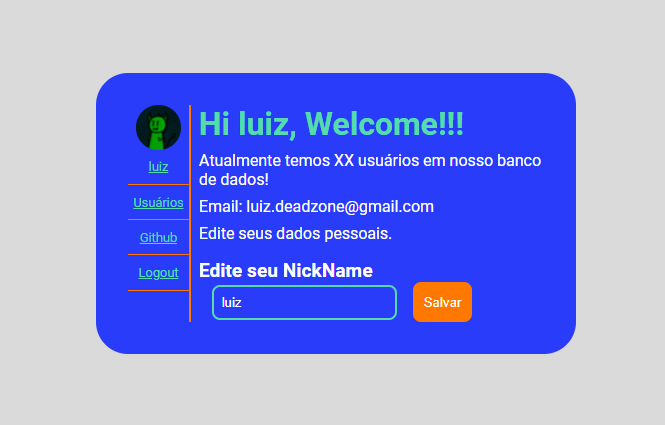 luiz
Usuários
Github
Logout
Hi luiz, Welcome!!!
Atualmente temos XX usuários em nosso banco
de dados!
Email: luiz.deadzone@gmail.com
Edite seus dados pessoais.
Edite seu NickName
luiz
Salvar